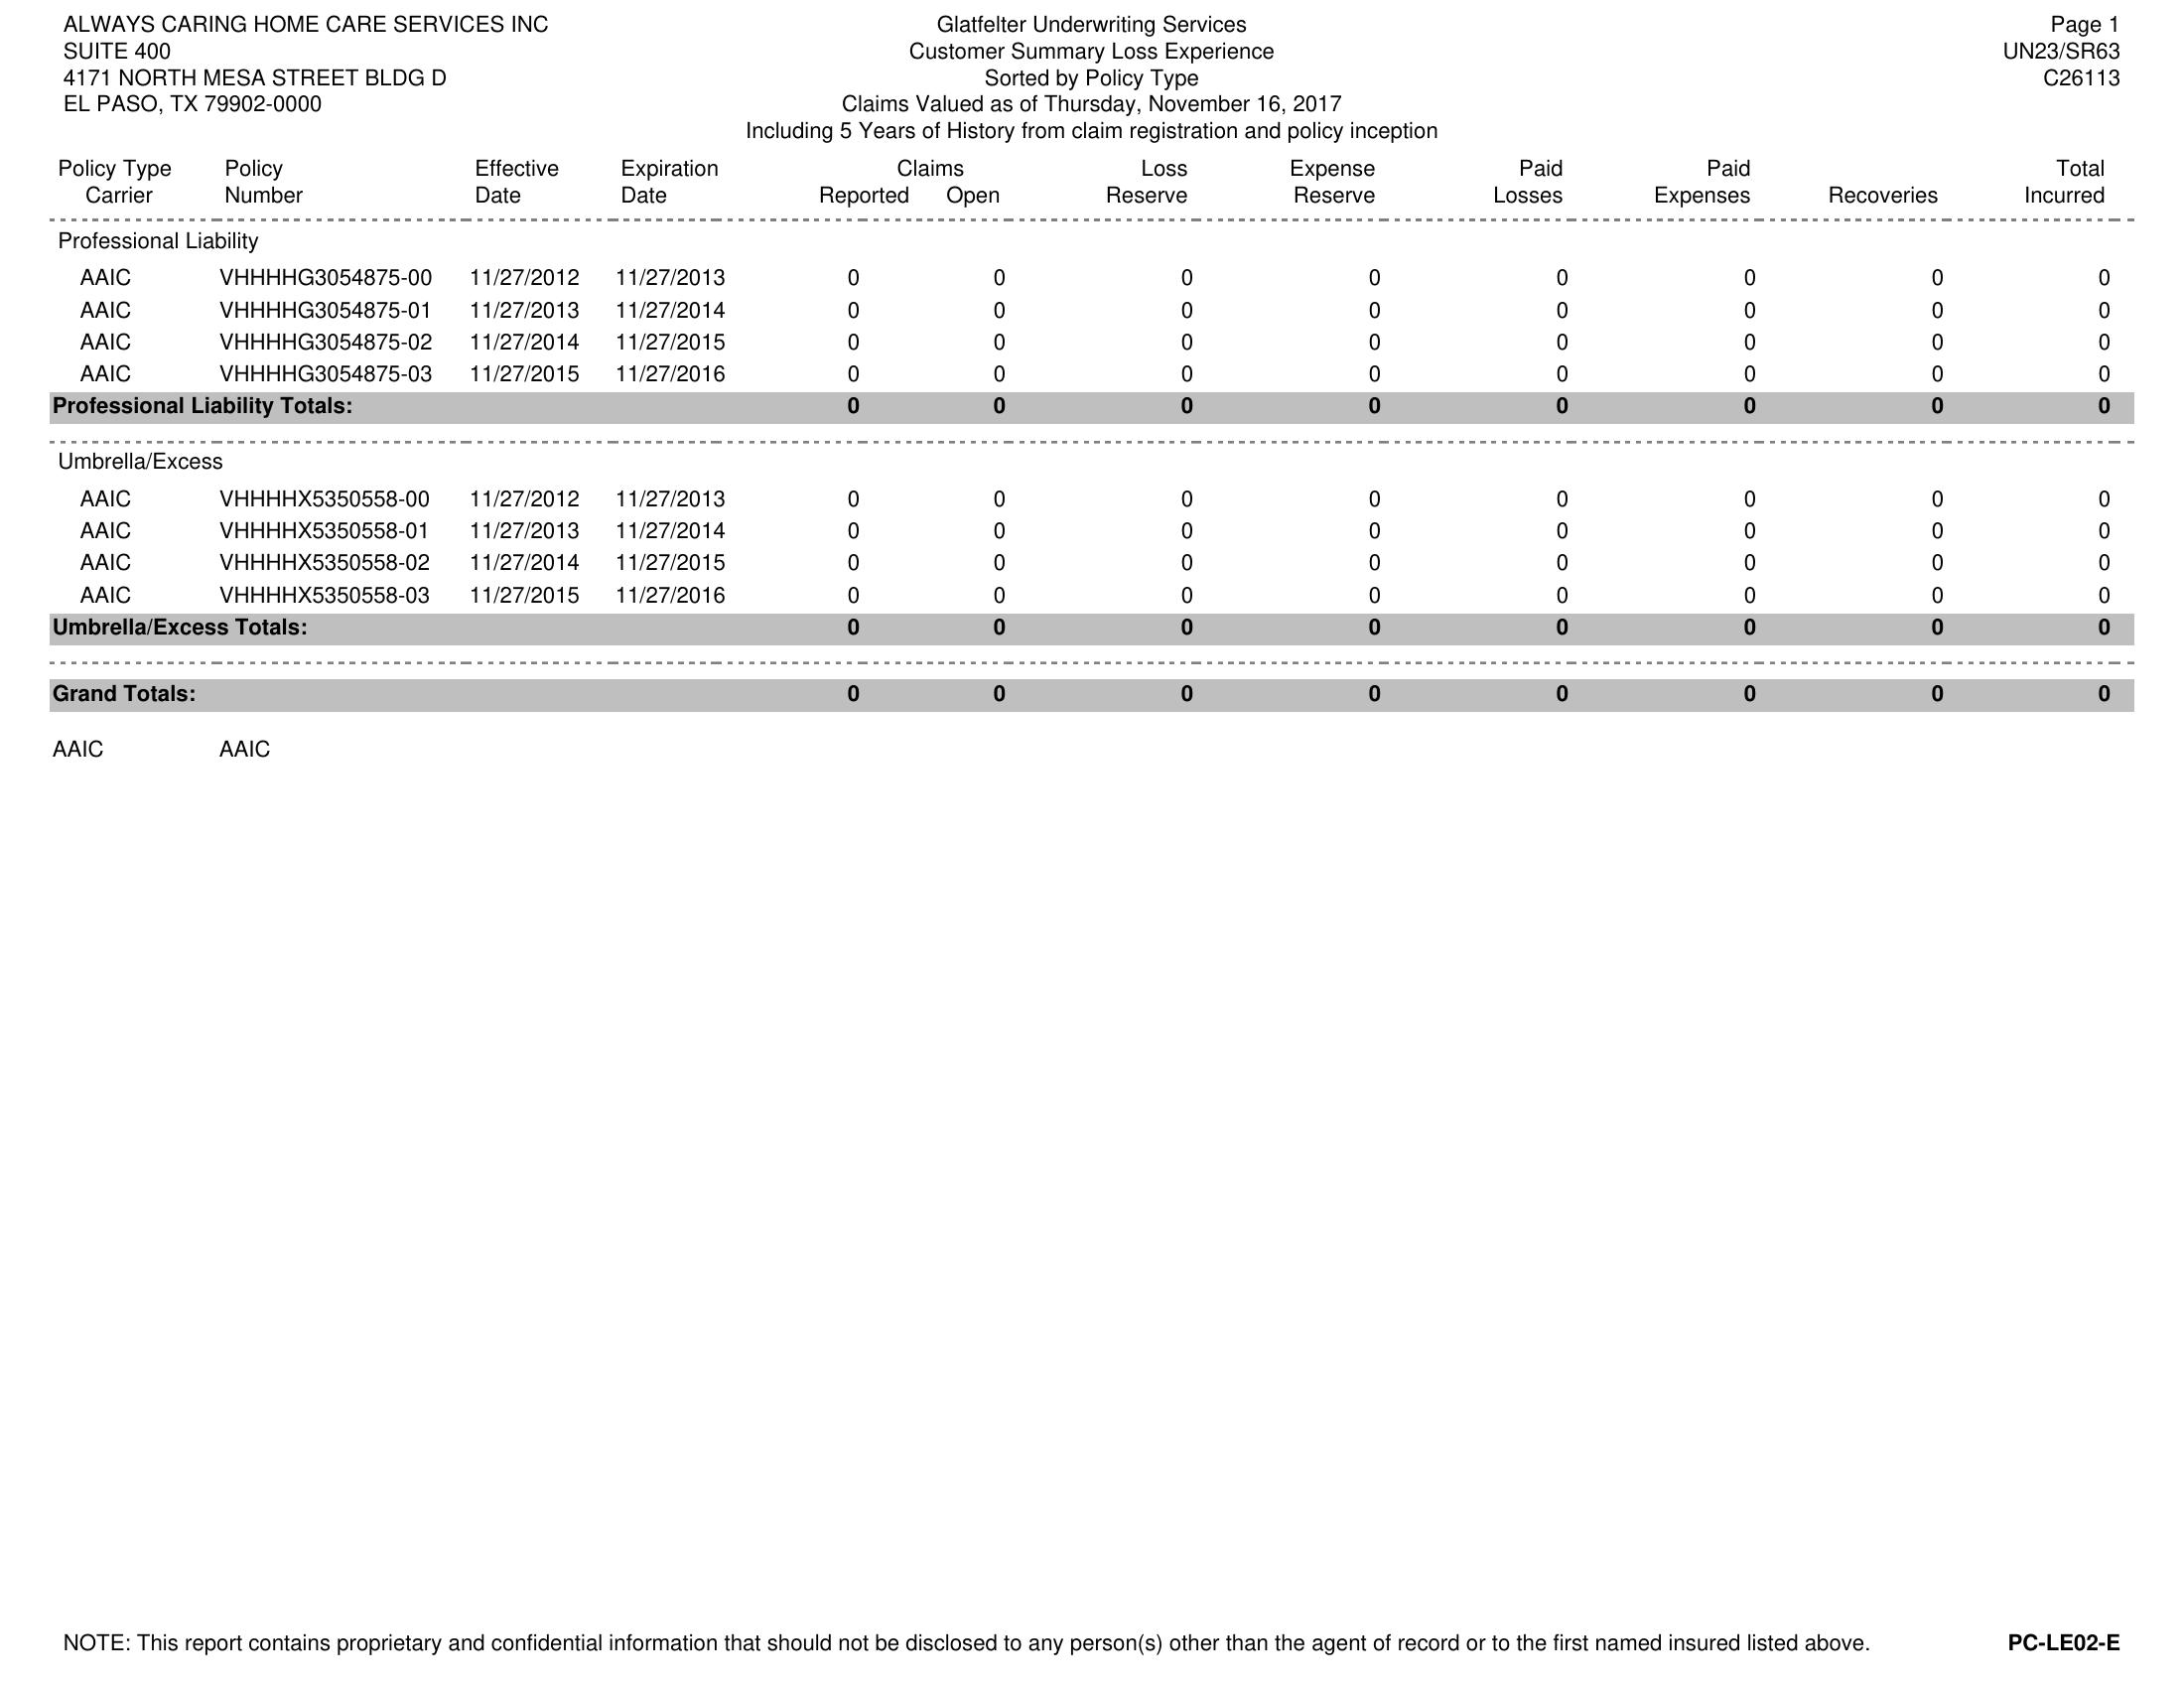 ALWAYS CARING HOME CARE SERVICES INC
SUITE 400
4171 NORTH MESA STREET BLDG D
EL PASO, TX 79902-0000
Glatfelter Underwriting Services
Customer Summary Loss Experience
Sorted by Policy Type
Claims Valued as of Thursday, November 16, 2017
Including 5 Years of History from claim registration and policy inception
Page 1
UN23/SR63
C26113
Policy Type Policy Effective Expiration Claims Loss Expense Paid Paid Total
Carrier Number Date Date Reported Open Reserve Reserve Losses Expenses Recoveries Incurred
Professional Liability
AAIC VHHHHG3054875-00 11/27/2012 11/27/2013 0 0 0 0 0 0 0 0
AAIC VHHHHG3054875-01 11/27/2013 11/27/2014 0 0 0 0 0 0 0 0
AAIC VHHHHG3054875-02 11/27/2014 11/27/2015 0 0 0 0 0 0 0 0
AAIC VHHHHG3054875-03 11/27/2015 11/27/2016 0 0 0 0 0 0 0 0
Professional Liability Totals: 0 0 0 0 0 0 0 0
Umbrella/Excess
AAIC VHHHHX5350558-00 11/27/2012 11/27/2013 0 0 0 0 0 0 0 0
AAIC VHHHHX5350558-01 11/27/2013 11/27/2014 0 0 0 0 0 0 0 0
AAIC VHHHHX5350558-02 11/27/2014 11/27/2015 0 0 0 0 0 0 0 0
AAIC VHHHHX5350558-03 11/27/2015 11/27/2016 0 0 0 0 0 0 0 0
Umbrella/Excess Totals: 0 0 0 0 0 0 0 0
Grand Totals: 0 0 0 0 0 0 0 0
AAIC AAIC
NOTE: This report contains proprietary and confidential information that should not be disclosed to any person(s) other than the agent of record or to the first named insured listed above. PC-LE02-E